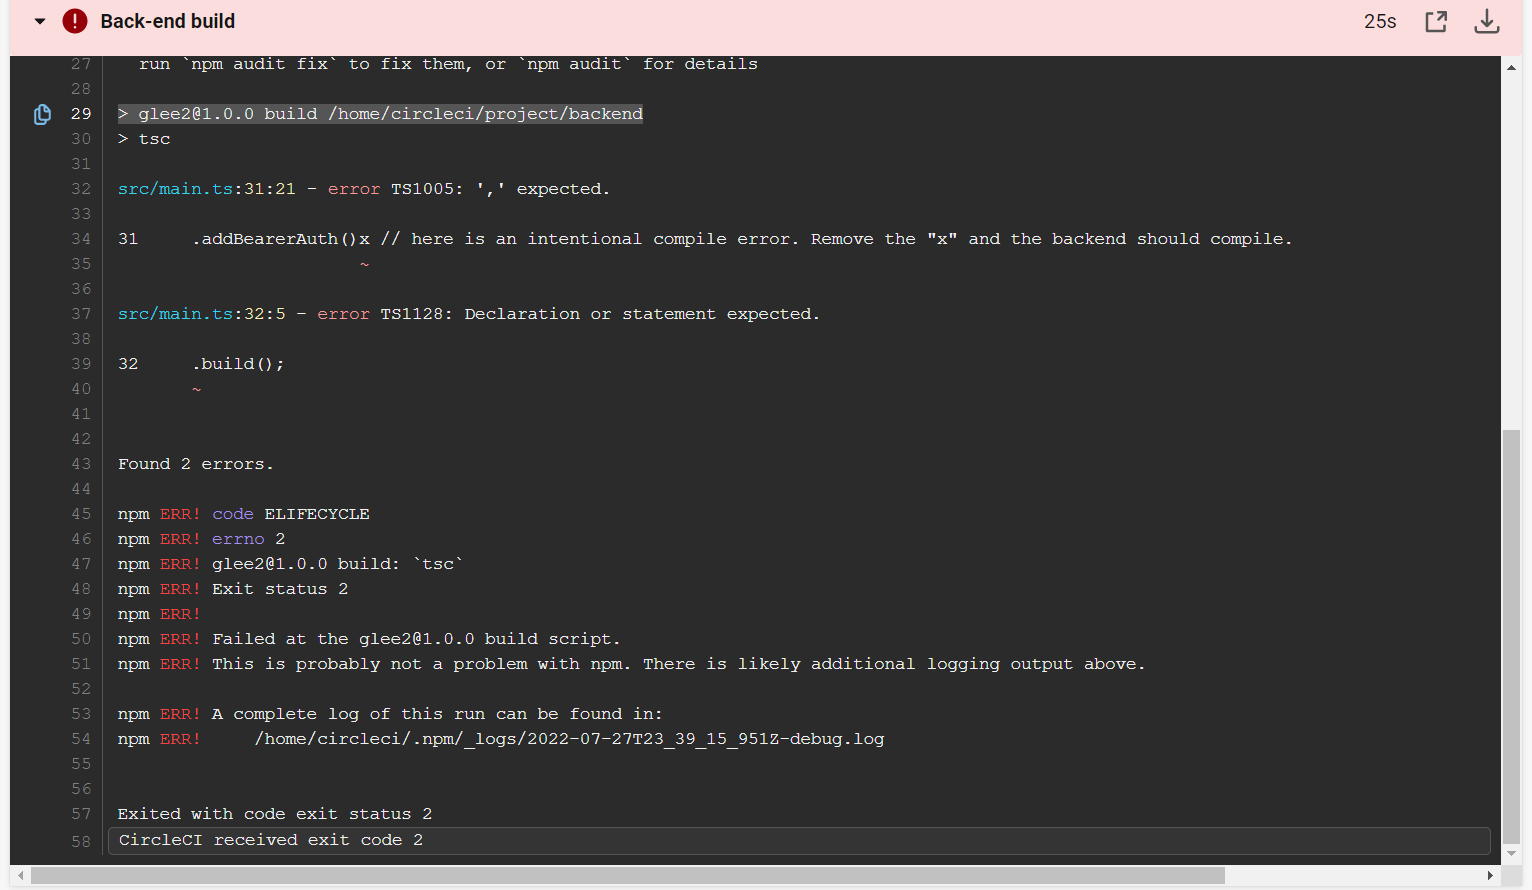 Back-end build 25s
27 run `npm audit fix` to fix them, or `npm audit` for details
28
29 > glee2@1.0.0 build /home/circleci/project/backend
30 > tsc
31
32 src/main.ts:31:21 - error TS1005: ',' expected.
33
34 31     .addBearerAuth()x // here is an intentional compile error. Remove the "x" and the backend should compile.
35                        ~
36
37 src/main.ts:32:5 - error TS1128: Declaration or statement expected.
38
39 32     .build();
40        ~
41
42
43 Found 2 errors.
44
45 npm ERR! code ELIFECYCLE
46 npm ERR! errno 2
47 npm ERR! glee2@1.0.0 build: `tsc`
48 npm ERR! Exit status 2
49 npm ERR!
50 npm ERR! Failed at the glee2@1.0.0 build script.
51 npm ERR! This is probably not a problem with npm. There is likely additional logging output above.
52
53 npm ERR! A complete log of this run can be found in:
54 npm ERR!     /home/circleci/.npm/_logs/2022-07-27T23_39_15_951Z-debug.log
55
56
57 Exited with code exit status 2
58 CircleCI received exit code 2